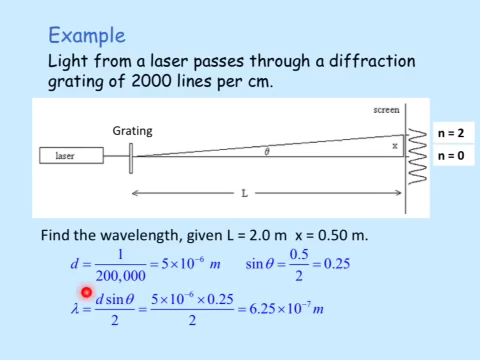 Example
Light from a laser passes through a diffraction
grating of 2000 lines per cm.
screen
Grating
n = 2
laser
θ
x
n = 0
L
Find the wavelength, given L = 2.0 m  x = 0.50 m.
d = 1/200,000 = 5 × 10⁻⁶ m  sin θ = 0.5/2 = 0.25
λ = d sin θ/2 = 5 × 10⁻⁶ × 0.25/2 = 6.25 × 10⁻⁷ m